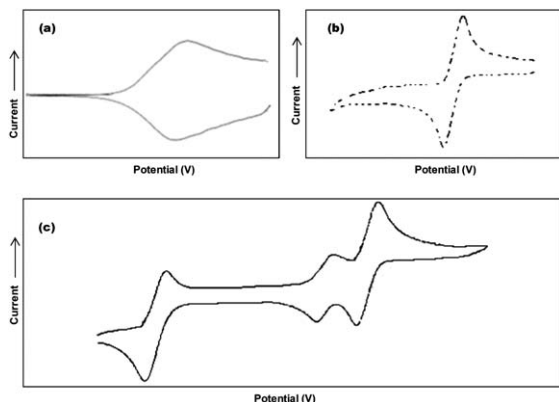 (a)
Current
Potential (V)
(b)
Current
Potential (V)
(c)
Current
Potential (V)